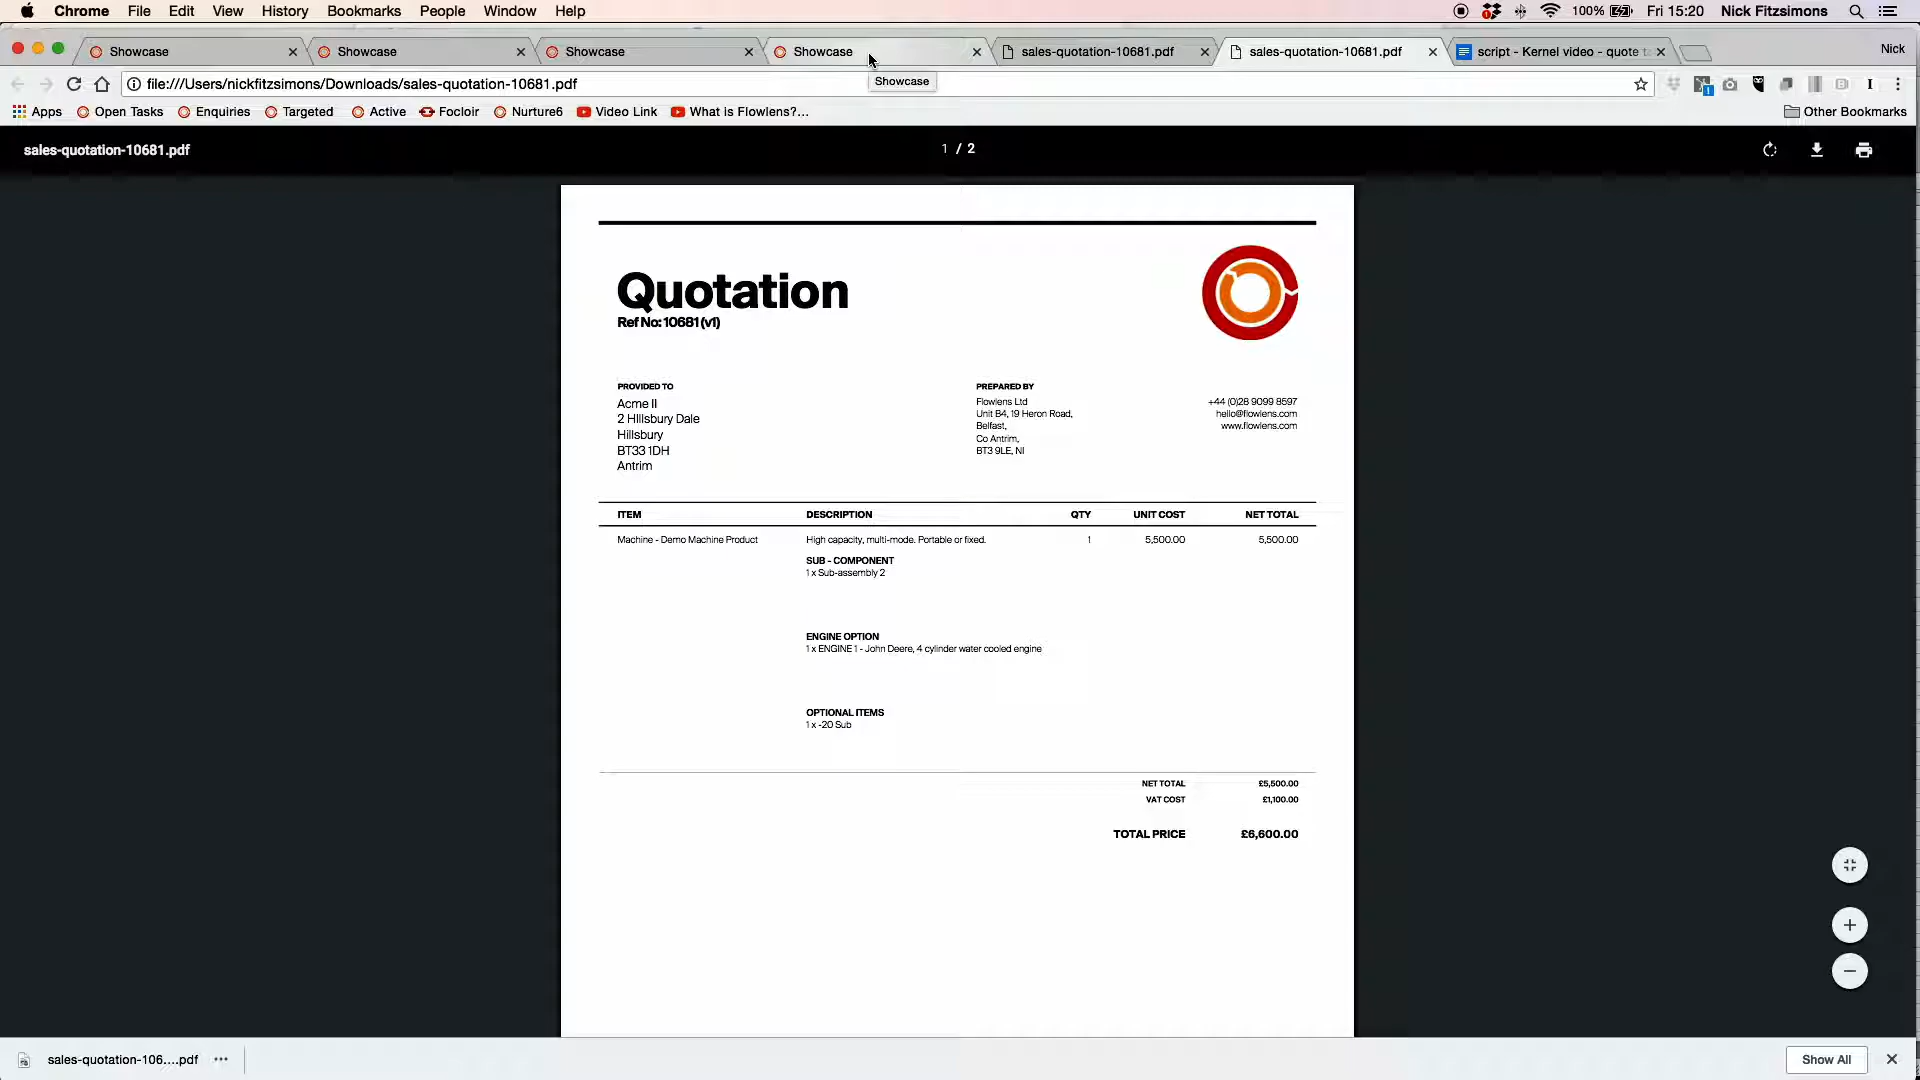 Chrome File Edit View History Bookmarks People Window Help 100% Fri 15:20 Nick Fitzsimons
Showcase Showcase Showcase Showcase sales-quotation-10681.pdf sales-quotation-10681.pdf script - Kernel video - quote t Nick
file:///Users/nickfitzsimons/Downloads/sales-quotation-10681.pdf
Showcase
Apps Open Tasks Enquiries Targeted Active Focloir Nurture6 Video Link What is Flowlens?... Other Bookmarks
sales-quotation-10681.pdf 1 / 2
Quotation
Ref No: 10681 (v1)
PROVIDED TO
Acme II
2 HIllsbury Dale
Hillsbury
BT33 1DH
Antrim
PREPARED BY
Flowlens Ltd
Unit B4, 19 Heron Road,
Belfast,
Co Antrim,
BT3 9LE, NI
+44 (0)28 9099 8597
hello@flowlens.com
www.flowlens.com
ITEM DESCRIPTION QTY UNIT COST NET TOTAL
Machine - Demo Machine Product High capacity, multi-mode. Portable or fixed. 1 5,500.00 5,500.00
SUB - COMPONENT
1 x Sub-assembly 2
ENGINE OPTION
1 x ENGINE 1 - John Deere, 4 cylinder water cooled engine
OPTIONAL ITEMS
1 x -20 Sub
NET TOTAL £5,500.00
VAT COST £1,100.00
TOTAL PRICE £6,600.00
sales-quotation-106....pdf Show All